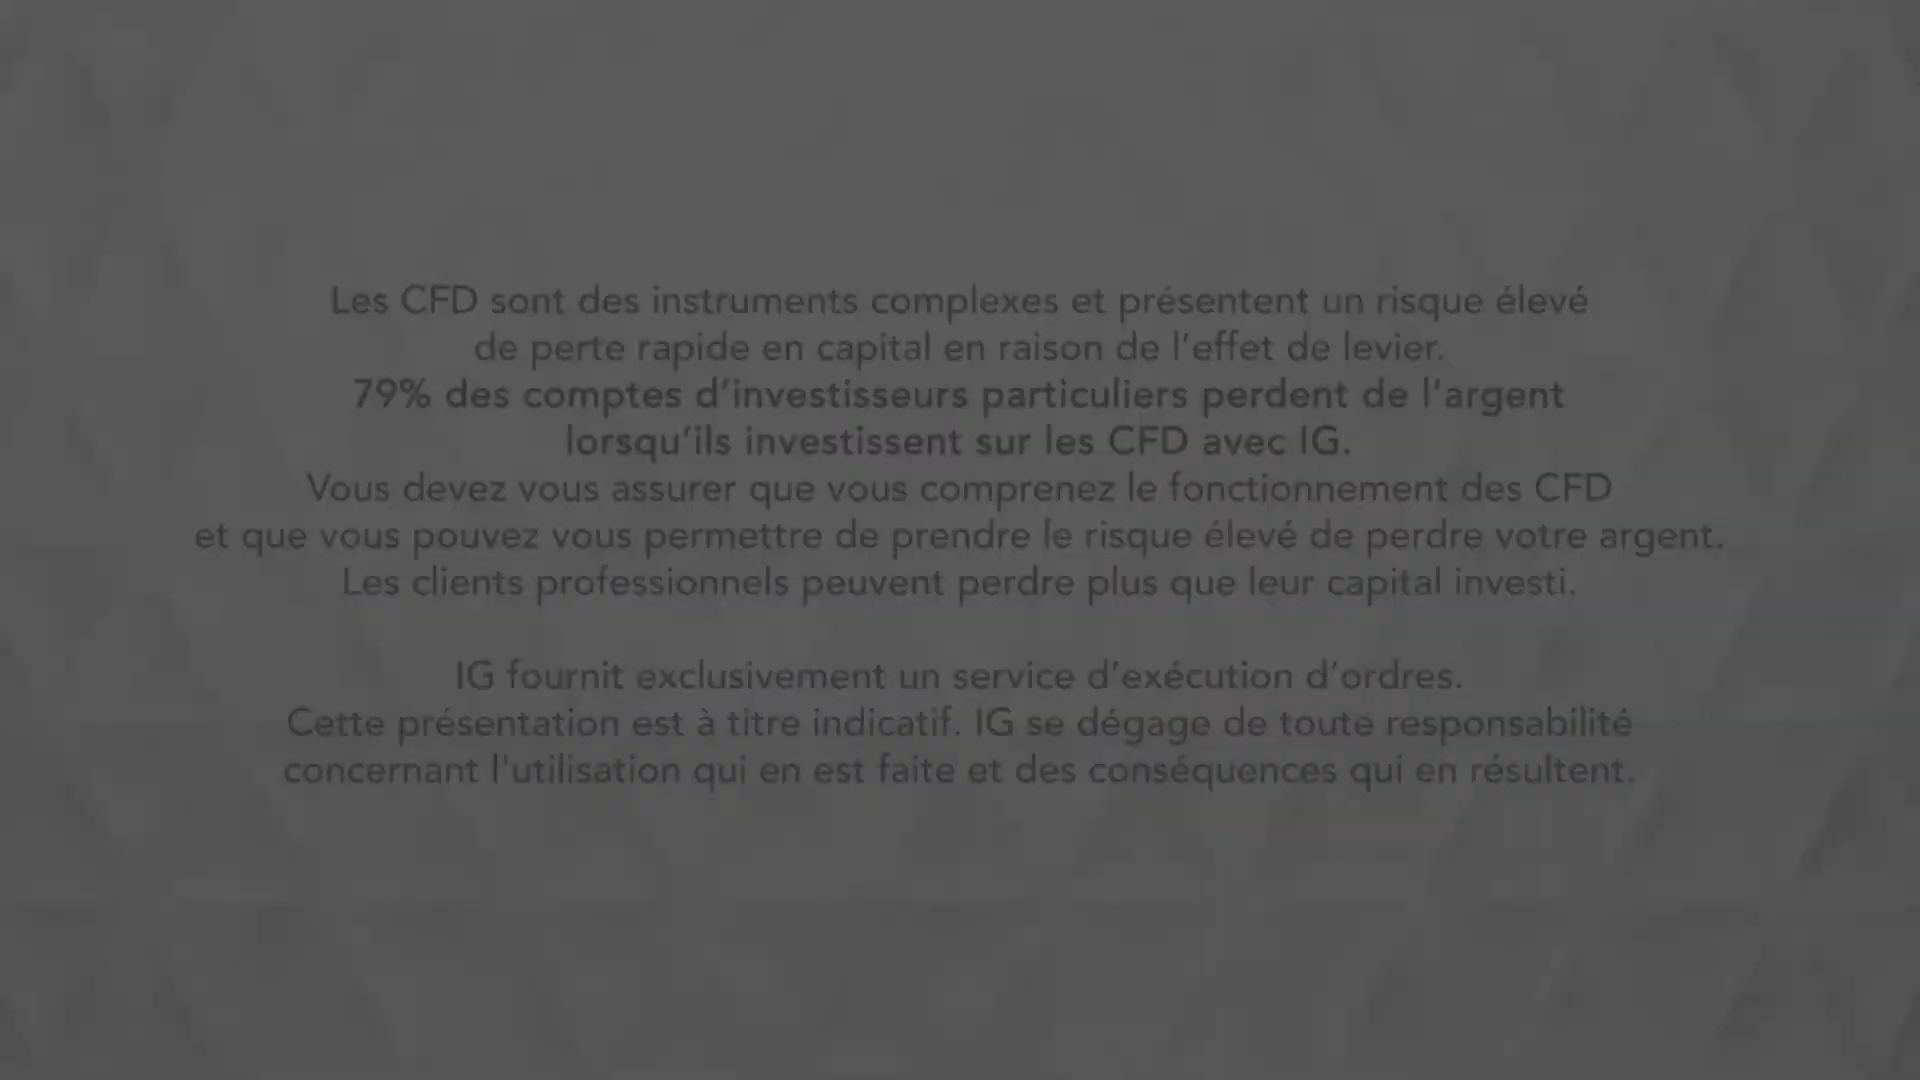 Les CFD sont des instruments complexes et présentent un risque élevé
de perte rapide en capital en raison de l'effet de levier.
79% des comptes d'investisseurs particuliers perdent de l'argent
lorsqu'ils investissent sur les CFD avec IG.
Vous devez vous assurer que vous comprenez le fonctionnement des CFD
et que vous pouvez vous permettre de prendre le risque élevé de perdre votre argent.
Les clients professionnels peuvent perdre plus que leur capital investi.
IG fournit exclusivement un service d'exécution d'ordres.
Cette présentation est à titre indicatif. IG se dégage de toute responsabilité
concernant l'utilisation qui en est faite et des conséquences qui en résultent.